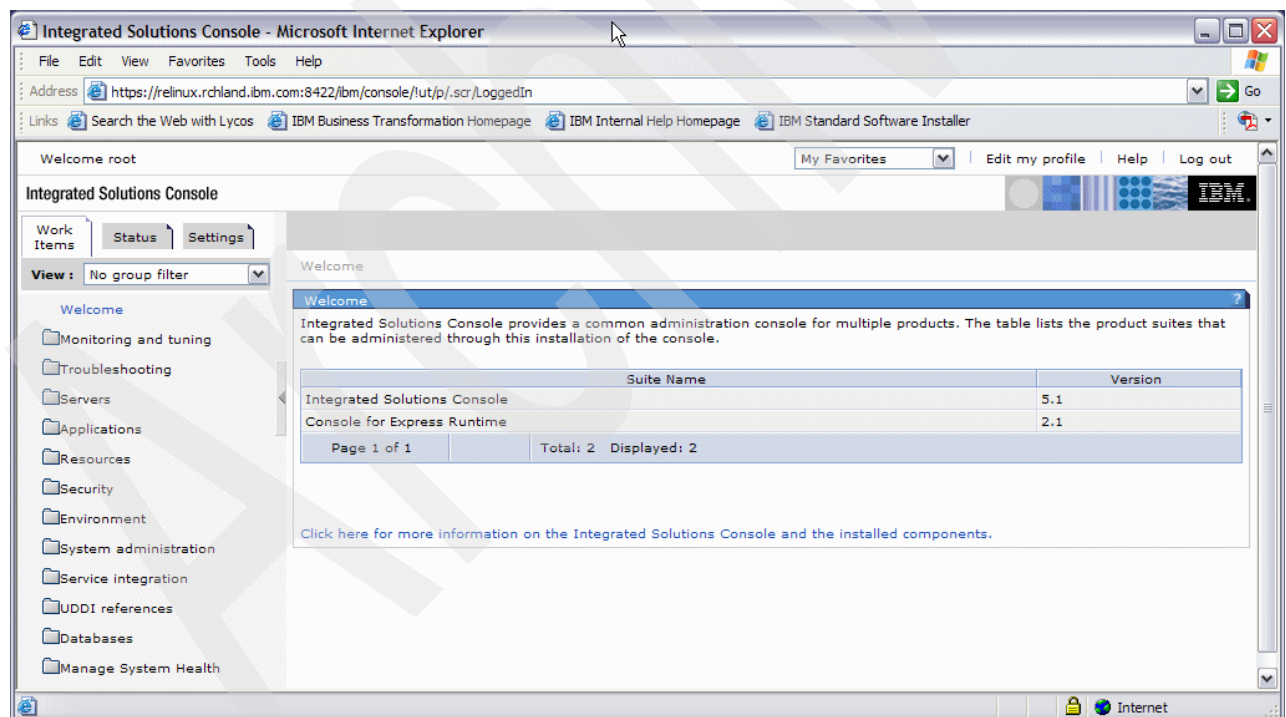 Integrated Solutions Console - Microsoft Internet Explorer
File Edit View Favorites Tools Help
Address https://relinux.rchland.ibm.com:8422/ibm/console/!ut/p/.scr/LoggedIn Go
Links Search the Web with Lycos IBM Business Transformation Homepage IBM Internal Help Homepage IBM Standard Software Installer
Welcome root My Favorites Edit my profile Help Log out
Integrated Solutions Console IBM.
Work Items Status Settings
View : No group filter
Welcome
Monitoring and tuning
Troubleshooting
Servers
Applications
Resources
Security
Environment
System administration
Service integration
UDDI references
Databases
Manage System Health
Welcome
Welcome ?
Integrated Solutions Console provides a common administration console for multiple products. The table lists the product suites that
can be administered through this installation of the console.
Suite Name Version
Integrated Solutions Console 5.1
Console for Express Runtime 2.1
Page 1 of 1 Total: 2 Displayed: 2
Click here for more information on the Integrated Solutions Console and the installed components.
Internet